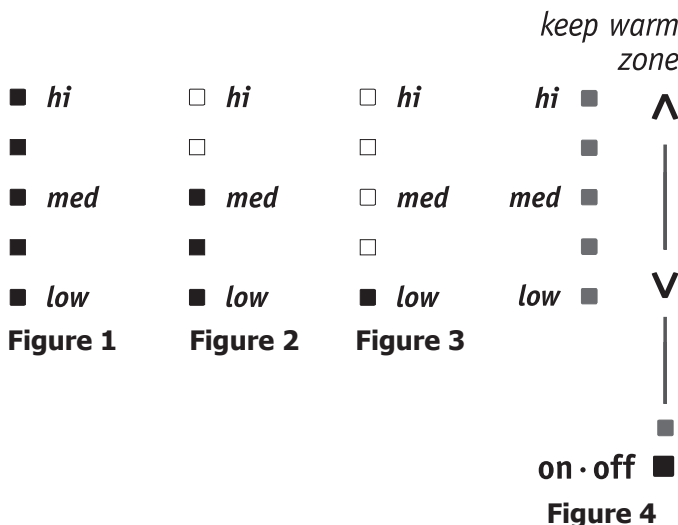 keep warm
zone
hi
med
low
Figure 1
hi
med
low
Figure 2
hi
med
low
Figure 3
hi
med
low
on · off
Figure 4